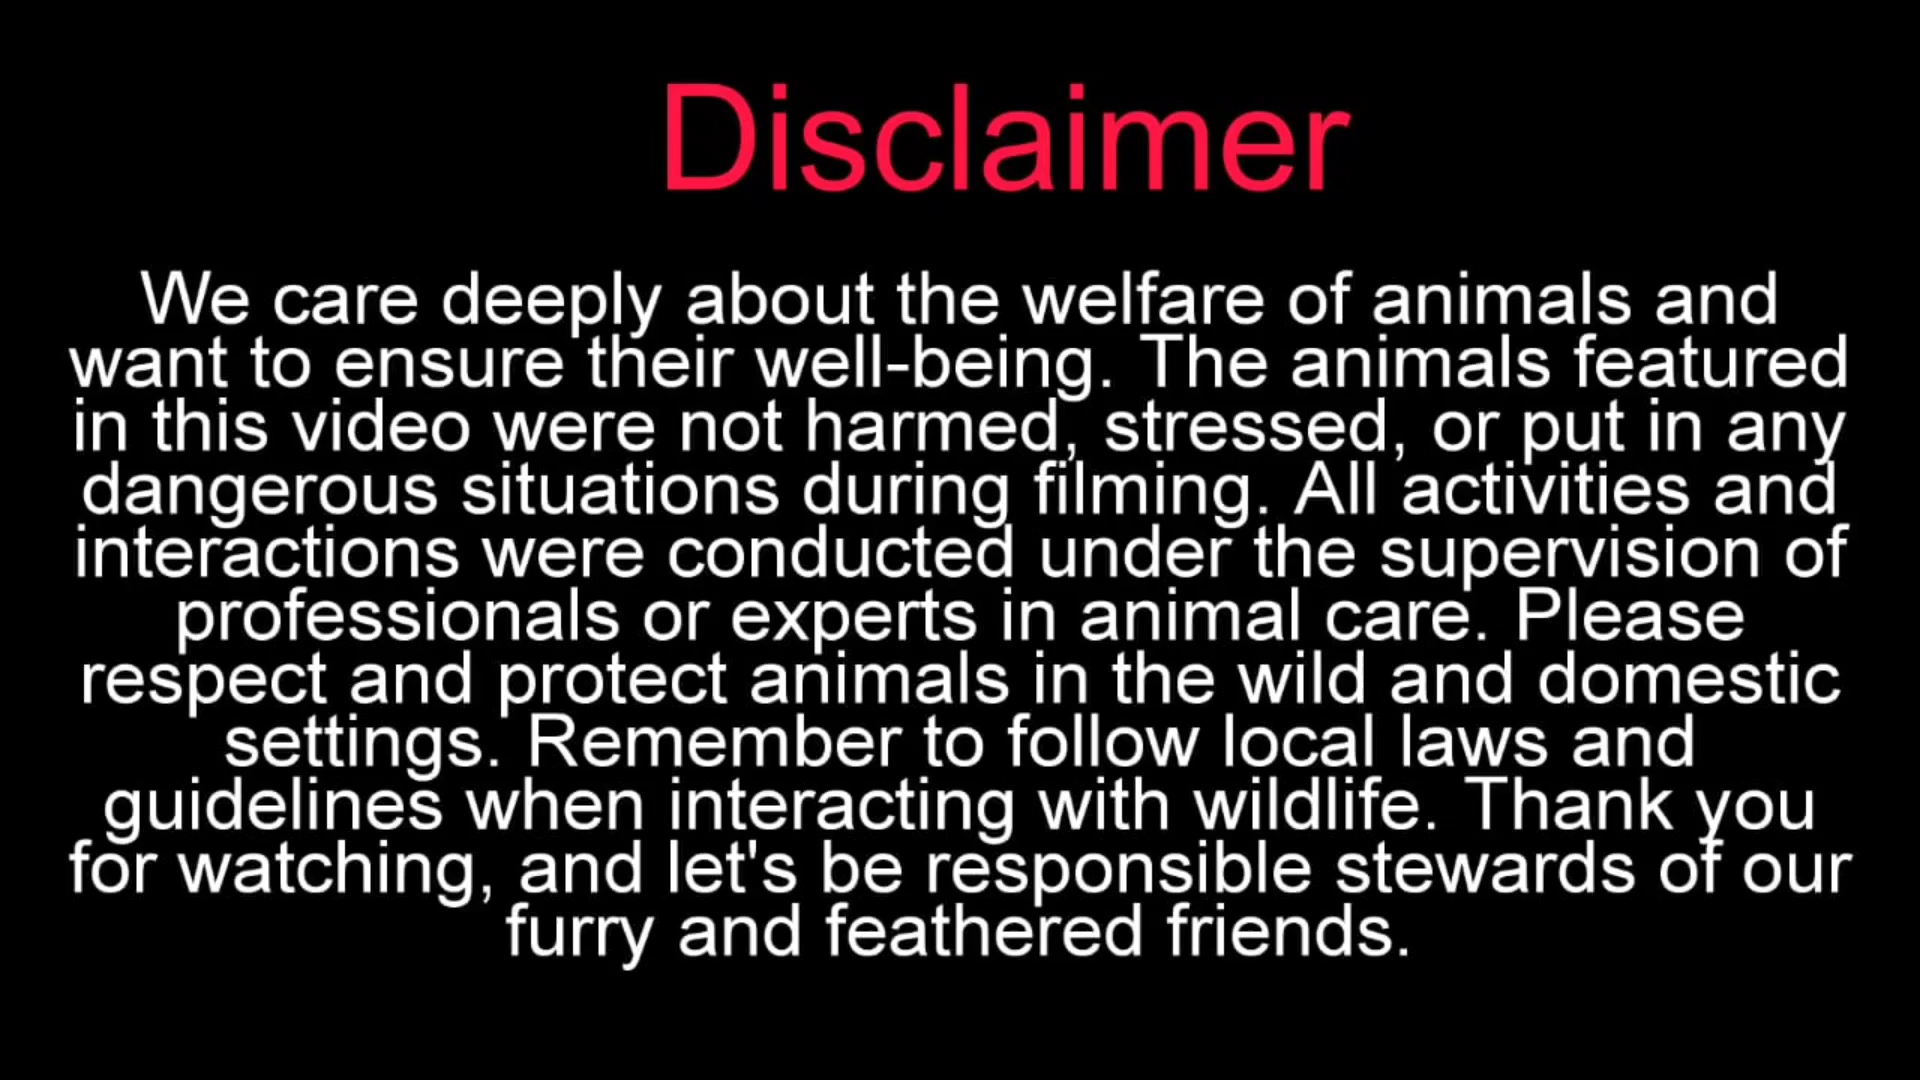 Disclaimer
We care deeply about the welfare of animals and
want to ensure their well-being. The animals featured
in this video were not harmed, stressed, or put in any
dangerous situations during filming. All activities and
interactions were conducted under the supervision of
professionals or experts in animal care. Please
respect and protect animals in the wild and domestic
settings. Remember to follow local laws and
guidelines when interacting with wildlife. Thank you
for watching, and let's be responsible stewards of our
furry and feathered friends.